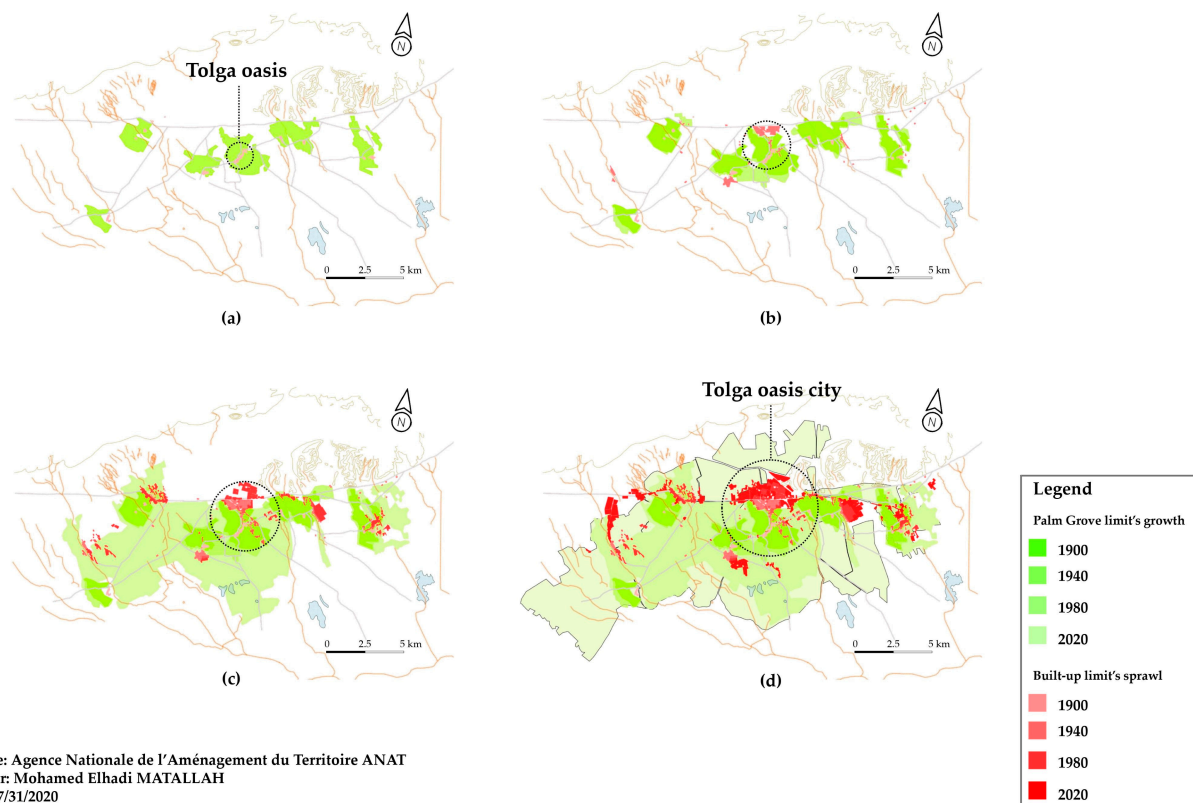 Tolga oasis
N
0 2.5 5 km
(a)
N
0 2.5 5 km
(b)
N
0 2.5 5 km
(c)
Tolga oasis city
N
0 2.5 5 km
(d)
Legend
Palm Grove limit's growth
1900
1940
1980
2020
Built-up limit's sprawl
1900
1940
1980
2020
e: Agence Nationale de l'Aménagement du Territoire ANAT
r: Mohamed Elhadi MATALLAH
7/31/2020